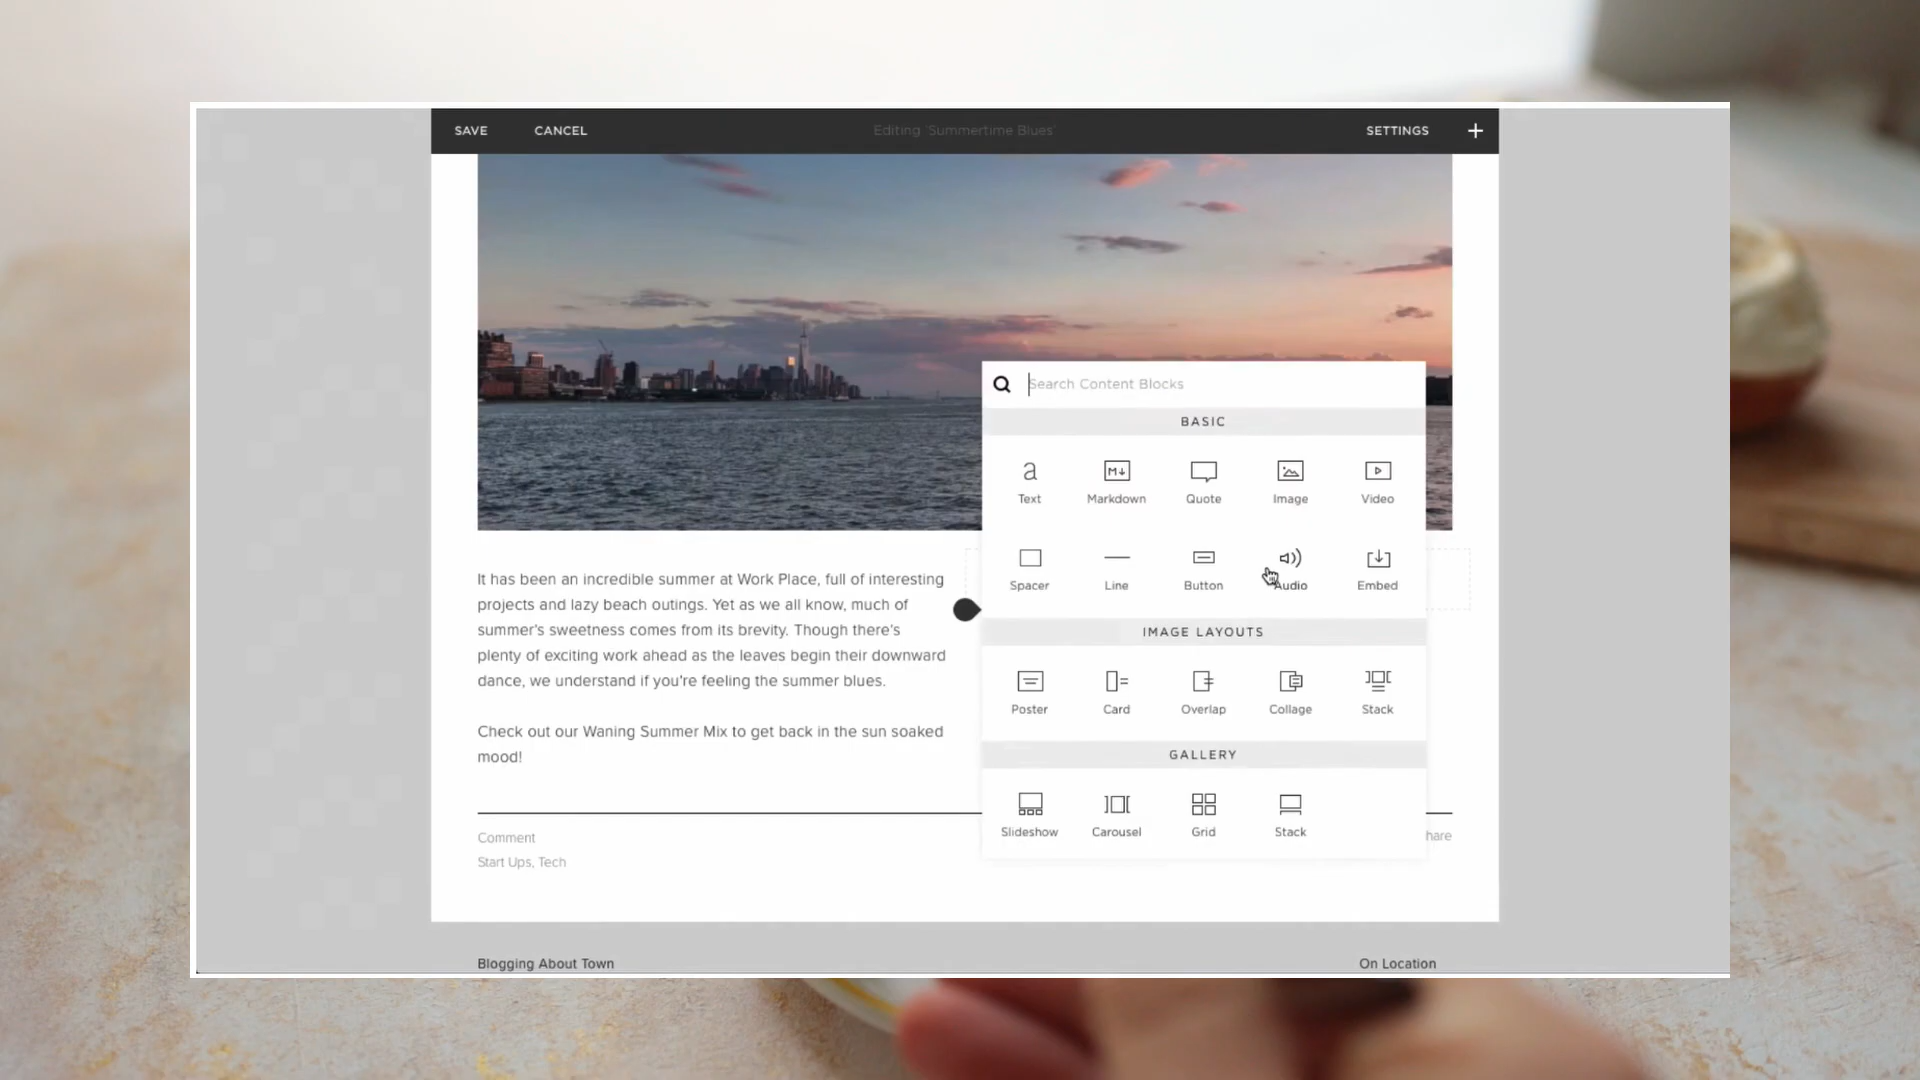 SAVE
CANCEL
Editing 'Summertime Blues'
SETTINGS
Search Content Blocks
BASIC
Text
Markdown
Quote
Image
Video
Spacer
Line
Button
Audio
Embed
IMAGE LAYOUTS
Poster
Card
Overlap
Collage
Stack
GALLERY
Slideshow
Carousel
Grid
Stack
It has been an incredible summer at Work Place, full of interesting
projects and lazy beach outings. Yet as we all know, much of
summer's sweetness comes from its brevity. Though there's
plenty of exciting work ahead as the leaves begin their downward
dance, we understand if you're feeling the summer blues.
Check out our Waning Summer Mix to get back in the sun soaked
mood!
Comment
hare
Start Ups, Tech
Blogging About Town
On Location